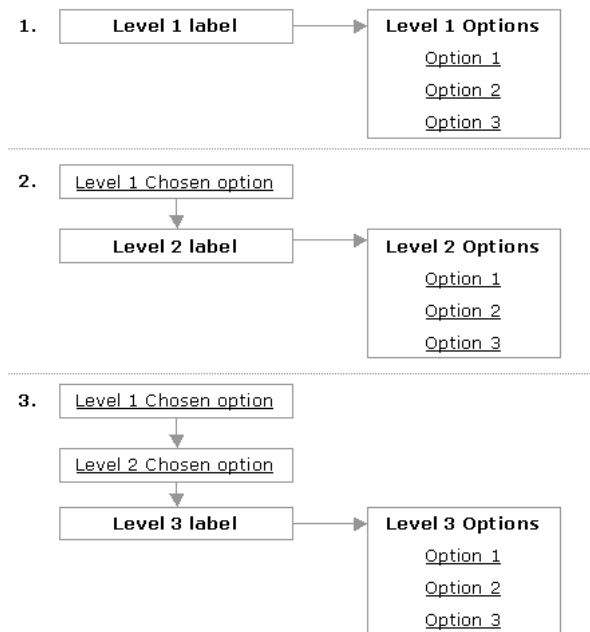 1. Level 1 label Level 1 Options
Option 1
Option 2
Option 3
2. Level 1 Chosen option
Level 2 label Level 2 Options
Option 1
Option 2
Option 3
3. Level 1 Chosen option
Level 2 Chosen option
Level 3 label Level 3 Options
Option 1
Option 2
Option 3